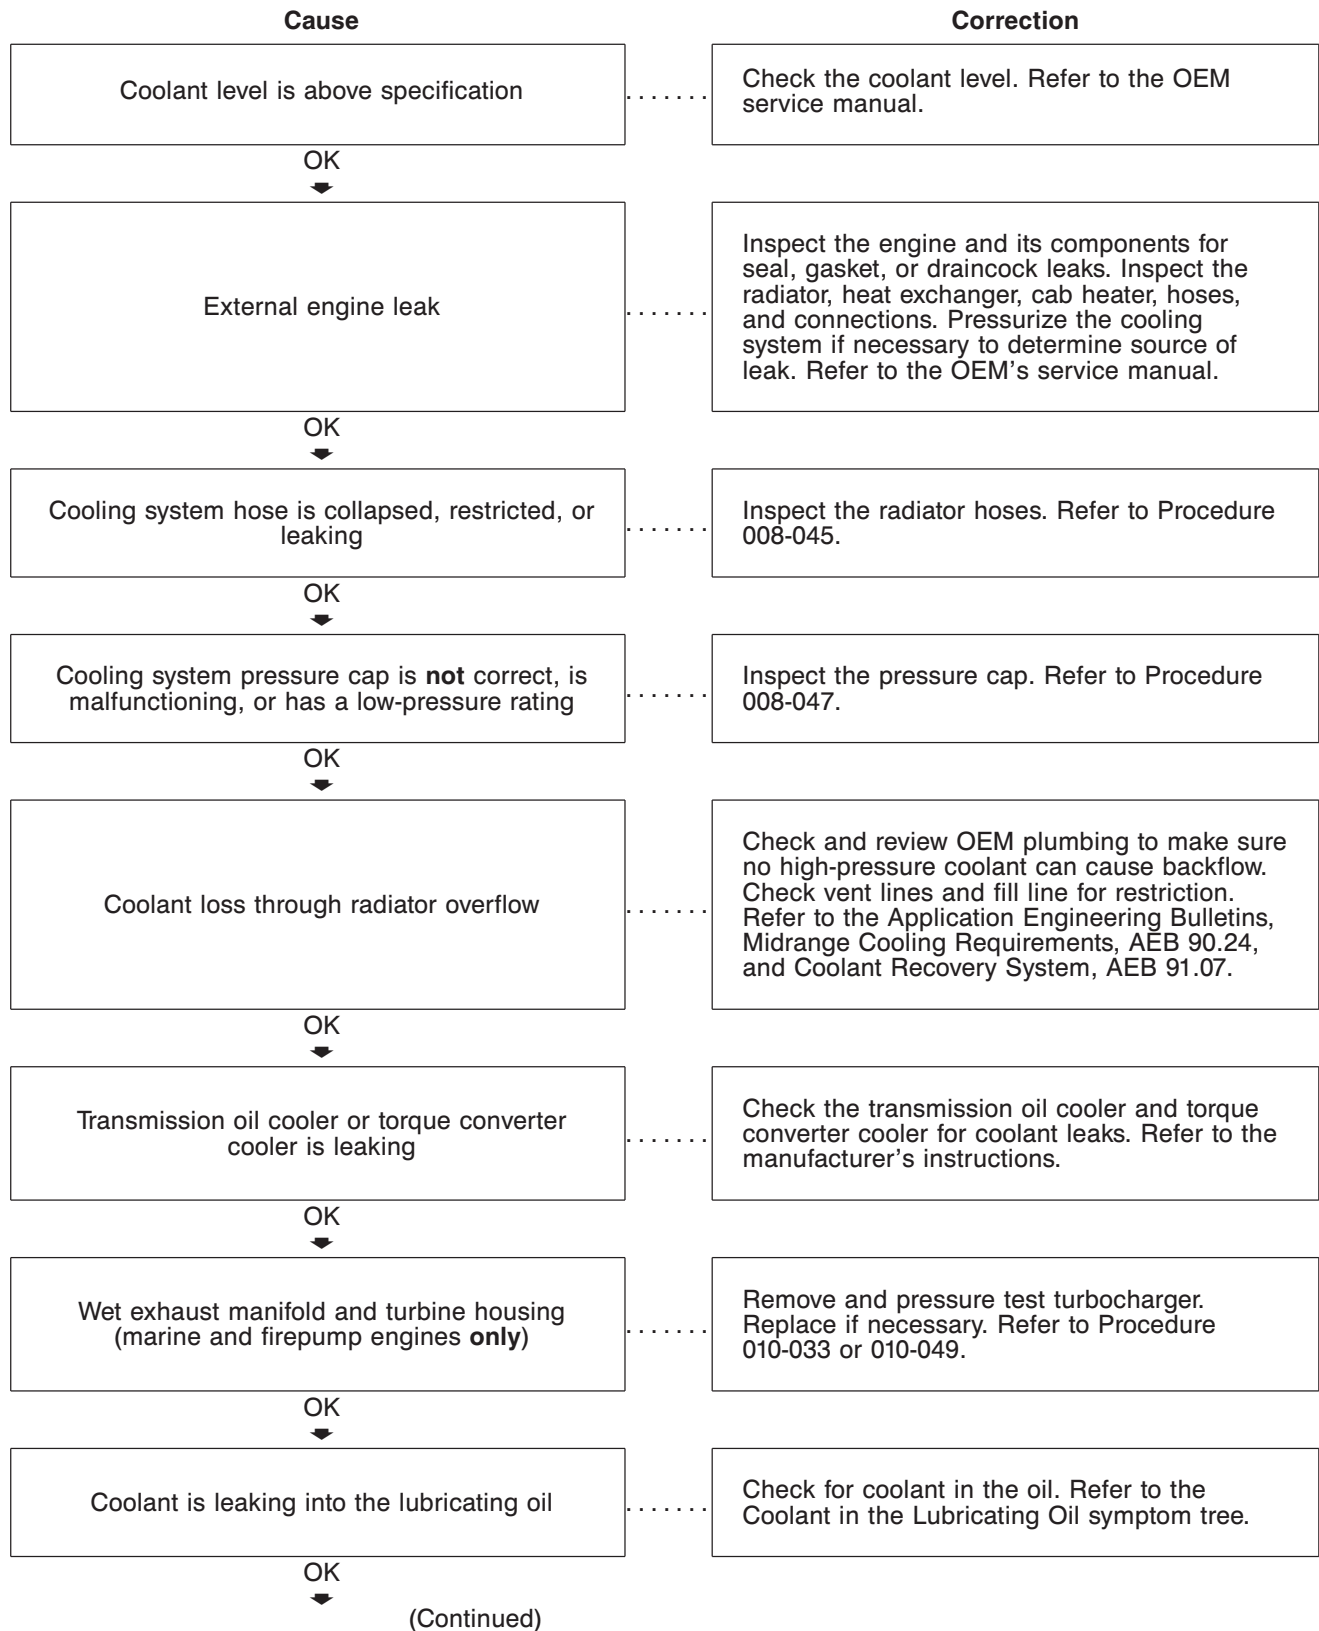 Cause
Correction
Coolant level is above specification
. . . . . . .
Check the coolant level. Refer to the OEM
service manual.
OK
External engine leak
. . . . . . .
Inspect the engine and its components for
seal, gasket, or draincock leaks. Inspect the
radiator, heat exchanger, cab heater, hoses,
and connections. Pressurize the cooling
system if necessary to determine source of
leak. Refer to the OEM's service manual.
OK
Cooling system hose is collapsed, restricted, or
leaking
. . . . . . .
Inspect the radiator hoses. Refer to Procedure
008-045.
OK
Cooling system pressure cap is not correct, is
malfunctioning, or has a low-pressure rating
. . . . . . .
Inspect the pressure cap. Refer to Procedure
008-047.
OK
Coolant loss through radiator overflow
. . . . . . .
Check and review OEM plumbing to make sure
no high-pressure coolant can cause backflow.
Check vent lines and fill line for restriction.
Refer to the Application Engineering Bulletins,
Midrange Cooling Requirements, AEB 90.24,
and Coolant Recovery System, AEB 91.07.
OK
Transmission oil cooler or torque converter
cooler is leaking
. . . . . . .
Check the transmission oil cooler and torque
converter cooler for coolant leaks. Refer to the
manufacturer's instructions.
OK
Wet exhaust manifold and turbine housing
(marine and firepump engines only)
. . . . . . .
Remove and pressure test turbocharger.
Replace if necessary. Refer to Procedure
010-033 or 010-049.
OK
Coolant is leaking into the lubricating oil
. . . . . . .
Check for coolant in the oil. Refer to the
Coolant in the Lubricating Oil symptom tree.
OK
(Continued)